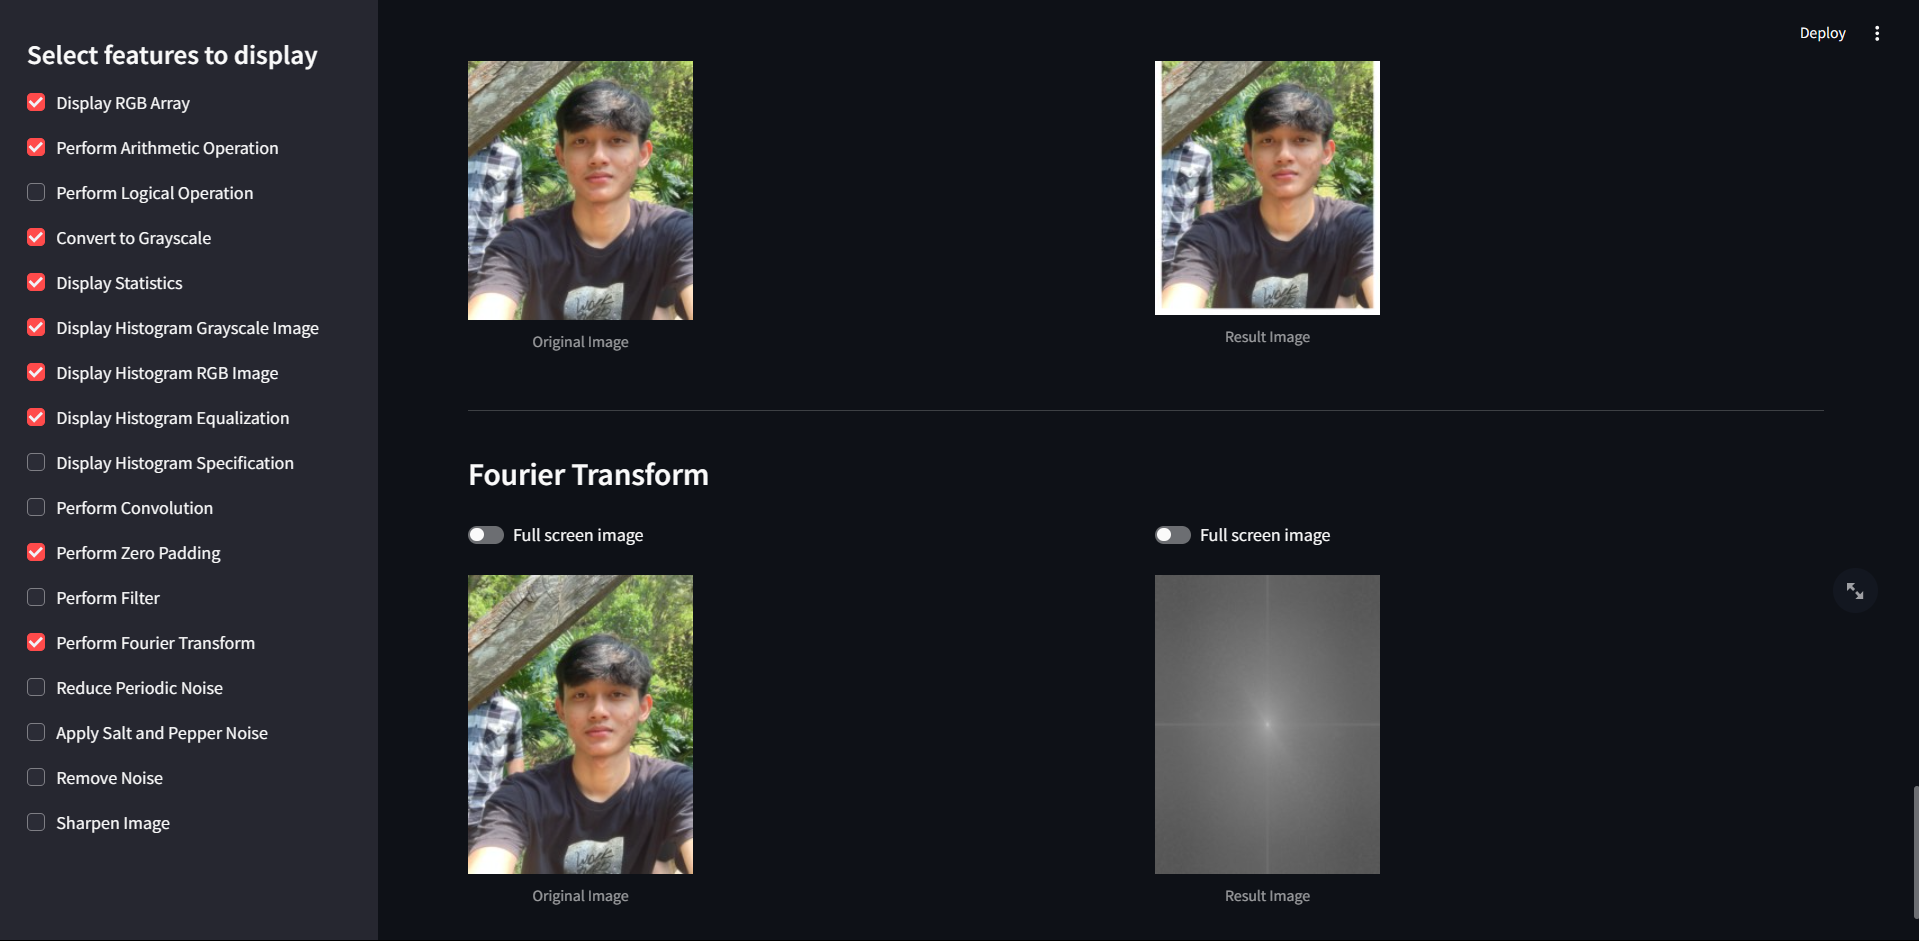 Deploy
Select features to display
Display RGB Array
Perform Arithmetic Operation
Perform Logical Operation
Convert to Grayscale
Display Statistics
Display Histogram Grayscale Image
Display Histogram RGB Image
Display Histogram Equalization
Display Histogram Specification
Perform Convolution
Perform Zero Padding
Perform Filter
Perform Fourier Transform
Reduce Periodic Noise
Apply Salt and Pepper Noise
Remove Noise
Sharpen Image
WORK
Original Image
Result Image
Fourier Transform
Full screen image
Full screen image
WORK
Original Image
Result Image